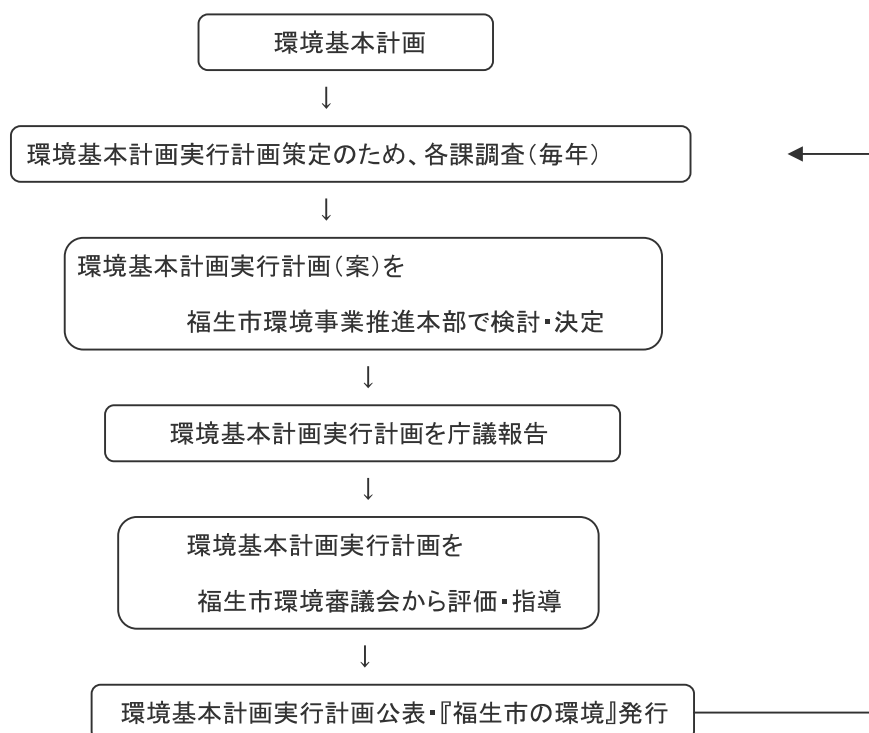 環境基本計画
↓
環境基本計画実行計画策定のため、各課調査（毎年）
↓
環境基本計画実行計画（案）を
福生市環境事業推進本部で検討・決定
↓
環境基本計画実行計画を庁議報告
↓
環境基本計画実行計画を
福生市環境審議会から評価・指導
↓
環境基本計画実行計画公表・『福生市の環境』発行